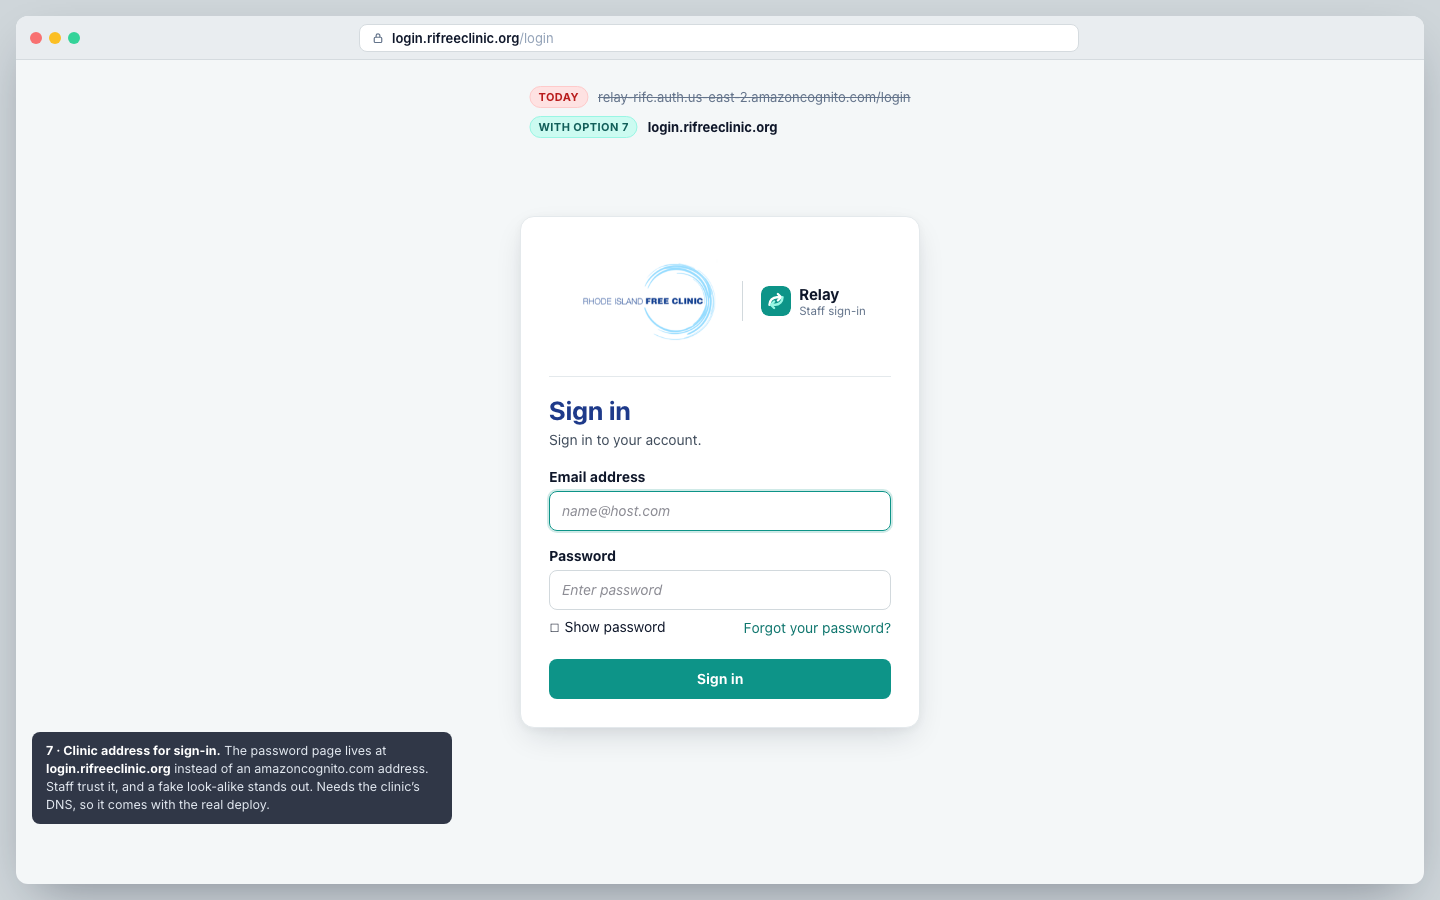 login.rifreeclinic.org/login
TODAY relay-rifc.auth.us-east-2.amazoncognito.com/login
WITH OPTION 7 login.rifreeclinic.org
RHODE ISLAND FREE CLINIC
Relay
Staff sign-in
Sign in
Sign in to your account.
Email address
name@host.com
Password
Enter password
Show password Forgot your password?
Sign in
7 · Clinic address for sign-in. The password page lives at
login.rifreeclinic.org instead of an amazoncognito.com address.
Staff trust it, and a fake look-alike stands out. Needs the clinic’s
DNS, so it comes with the real deploy.